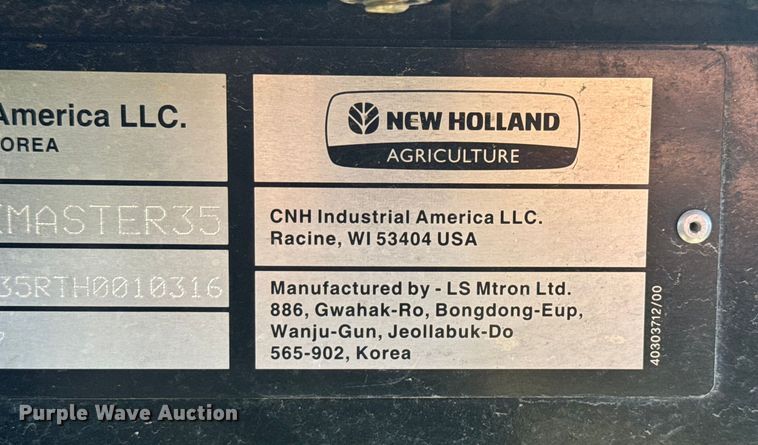 America LLC.
OREA
MASTER35
35RTH0010316
NEW HOLLAND
AGRICULTURE
CNH Industrial America LLC.
Racine, WI 53404 USA
Manufactured by - LS Mtron Ltd.
886, Gwahak-Ro, Bongdong-Eup,
Wanju-Gun, Jeollabuk-Do
565-902, Korea
40303712/00
Purple Wave Auction